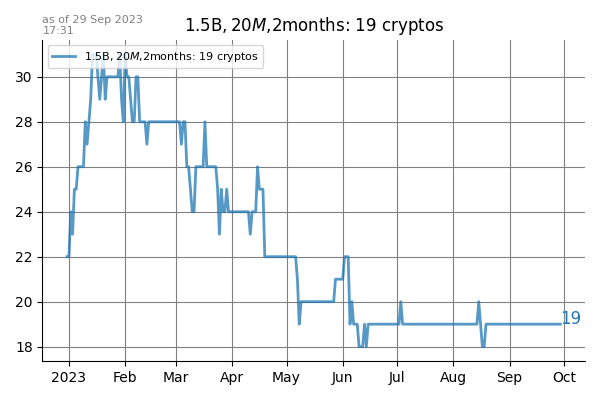 as of 29 Sep 2023
17:31
1.5B, 20M,2months: 19 cryptos
1.5B, 20M,2months: 19 cryptos
30
28
26
24
22
20
18
19
2023 Feb Mar Apr May Jun Jul Aug Sep Oct